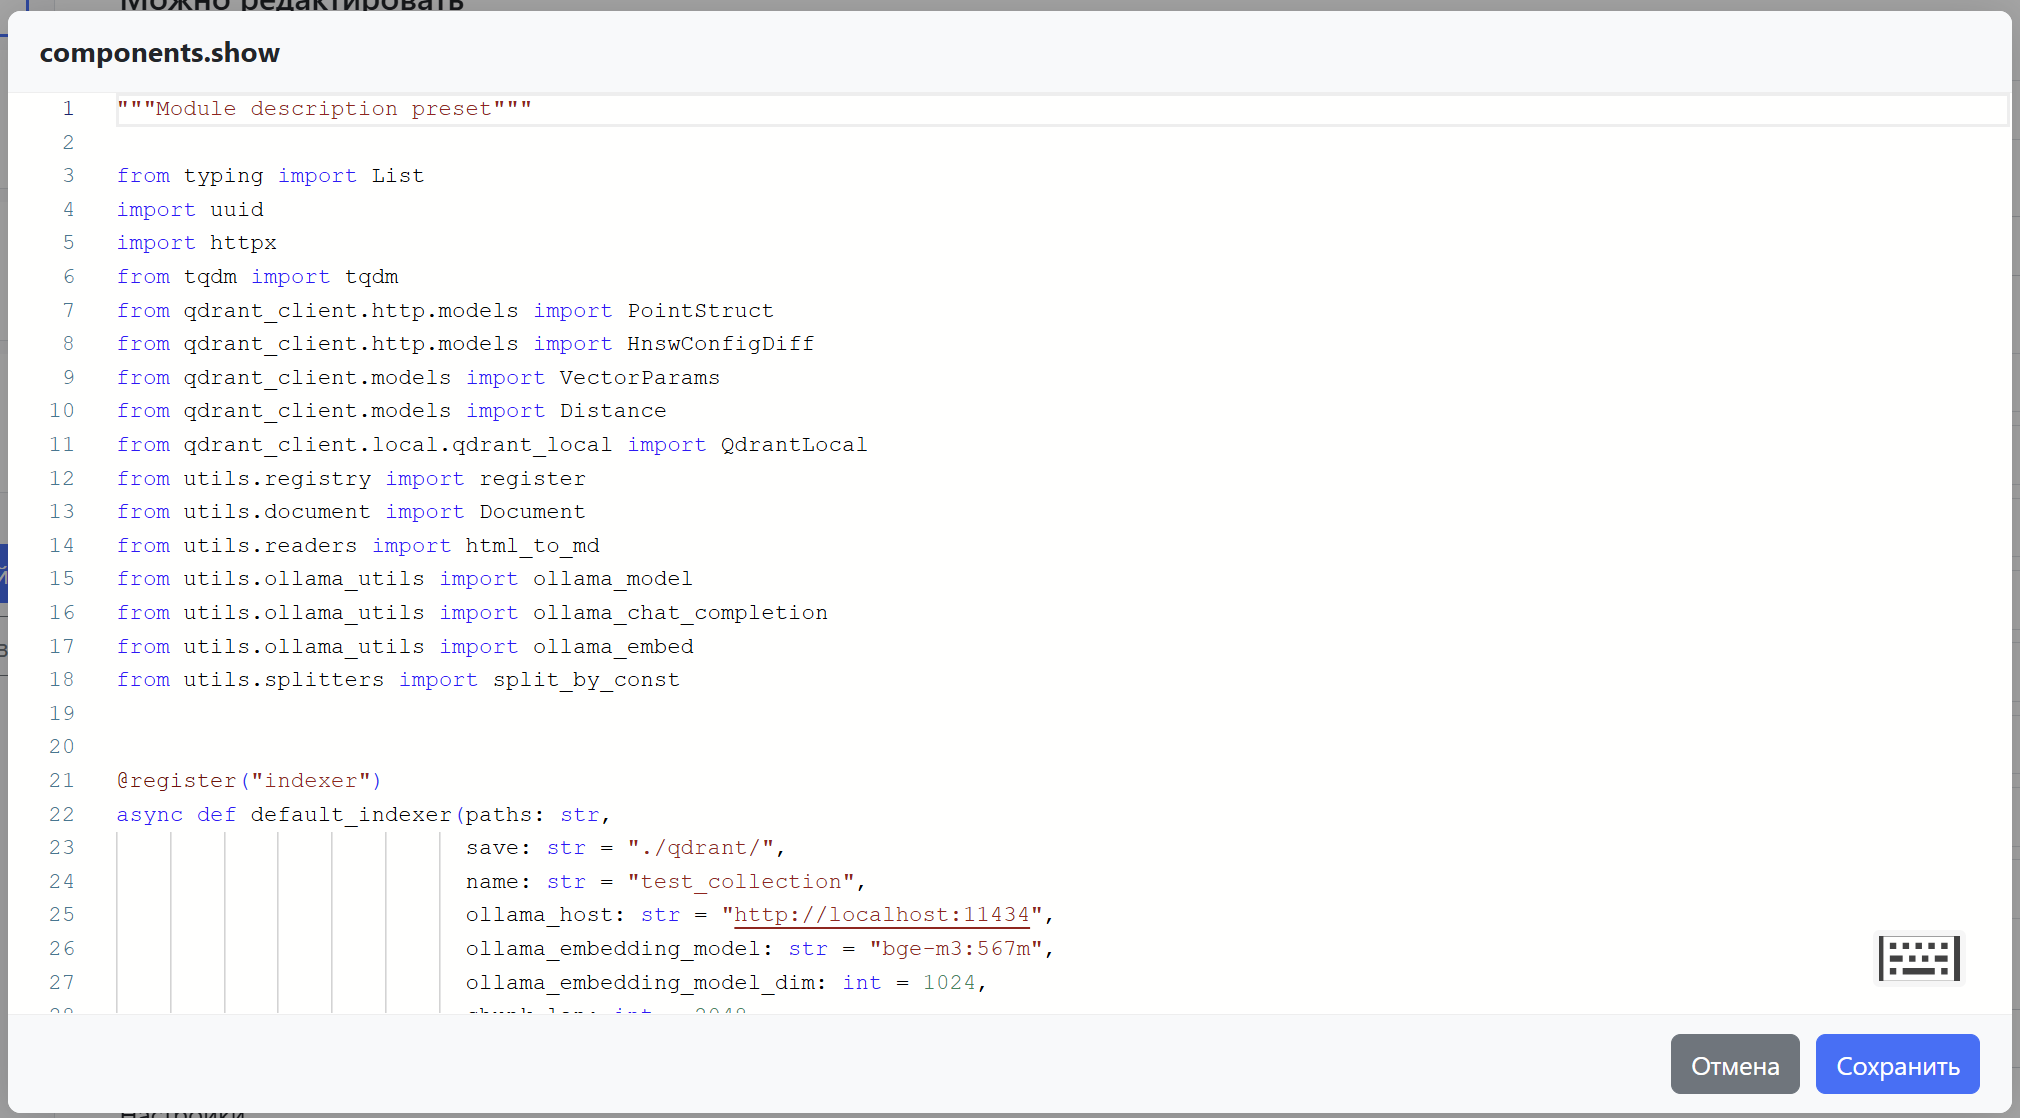 Можно редактировать
components.show
1 """Module description preset"""
2
3 from typing import List
4 import uuid
5 import httpx
6 from tqdm import tqdm
7 from qdrant_client.http.models import PointStruct
8 from qdrant_client.http.models import HnswConfigDiff
9 from qdrant_client.models import VectorParams
10 from qdrant_client.models import Distance
11 from qdrant_client.local.qdrant_local import QdrantLocal
12 from utils.registry import register
13 from utils.document import Document
14 from utils.readers import html_to_md
15 from utils.ollama_utils import ollama_model
16 from utils.ollama_utils import ollama_chat_completion
17 from utils.ollama_utils import ollama_embed
18 from utils.splitters import split_by_const
19
20
21 @register("indexer")
22 async def default_indexer(paths: str,
23 save: str = "./qdrant/",
24 name: str = "test_collection",
25 ollama_host: str = "http://localhost:11434",
26 ollama_embedding_model: str = "bge-m3:567m",
27 ollama_embedding_model_dim: int = 1024,
28 chunk_len: int = 2048
Отмена Сохранить
Настройки